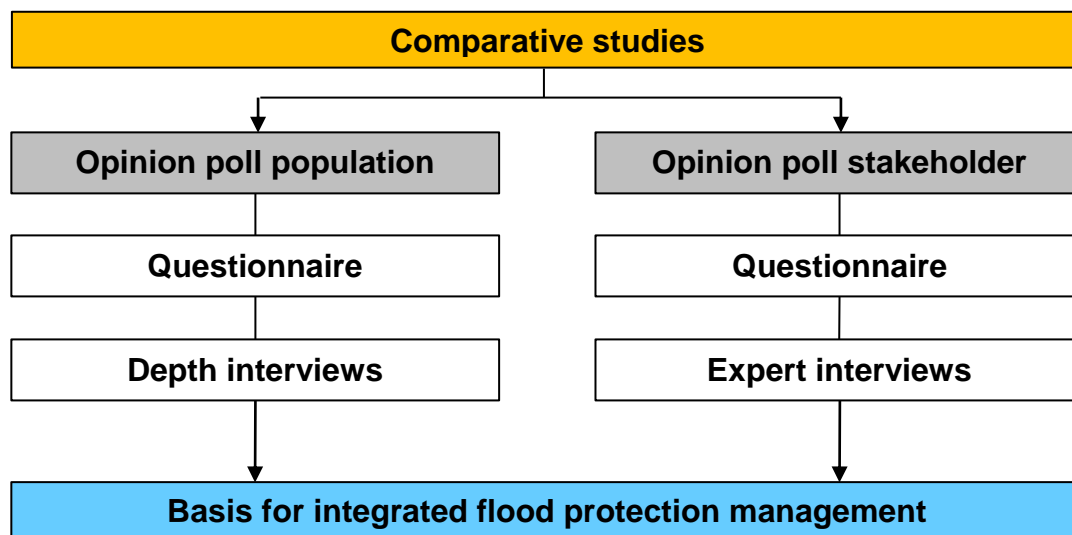 Comparative studies
Opinion poll population
Opinion poll stakeholder
Questionnaire
Questionnaire
Depth interviews
Expert interviews
Basis for integrated flood protection management